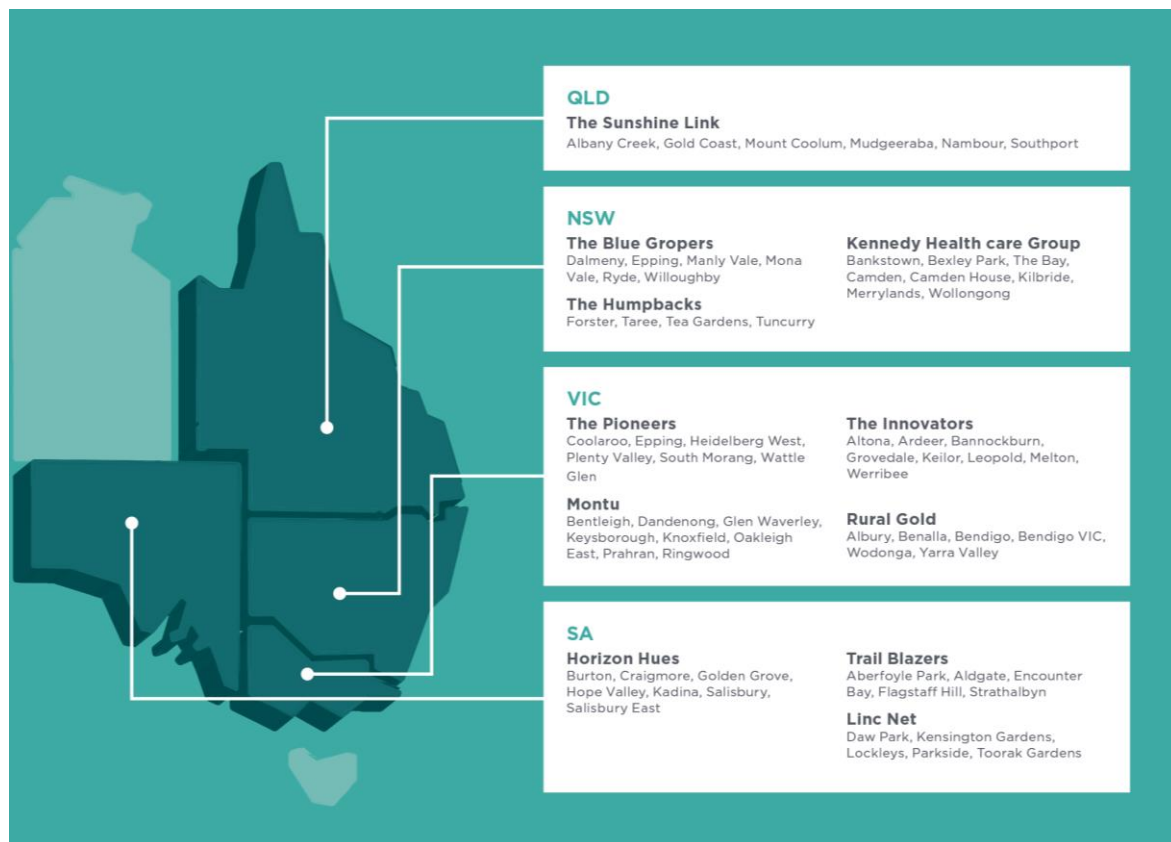 QLD
The Sunshine Link
Albany Creek, Gold Coast, Mount Coolum, Mudgeeraba, Nambour, Southport
NSW
The Blue Gropers
Dalmeny, Epping, Manly Vale, Mona
Vale, Ryde, Willoughby
The Humpbacks
Forster, Taree, Tea Gardens, Tuncurry
Kennedy Health care Group
Bankstown, Bexley Park, The Bay,
Camden, Camden House, Kilbride,
Merrylands, Wollongong
VIC
The Pioneers
Coolaroo, Epping, Heidelberg West,
Plenty Valley, South Morang, Wattle
Glen
Montu
Bentleigh, Dandenong, Glen Waverley,
Keysborough, Knoxfield, Oakleigh
East, Prahran, Ringwood
The Innovators
Altona, Ardeer, Bannockburn,
Grovedale, Keilor, Leopold, Melton,
Werribee
Rural Gold
Albury, Benalla, Bendigo, Bendigo VIC,
Wodonga, Yarra Valley
SA
Horizon Hues
Burton, Craigmore, Golden Grove,
Hope Valley, Kadina, Salisbury,
Salisbury East
Trail Blazers
Aberfoyle Park, Aldgate, Encounter
Bay, Flagstaff Hill, Strathalbyn
Linc Net
Daw Park, Kensington Gardens,
Lockleys, Parkside, Toorak Gardens